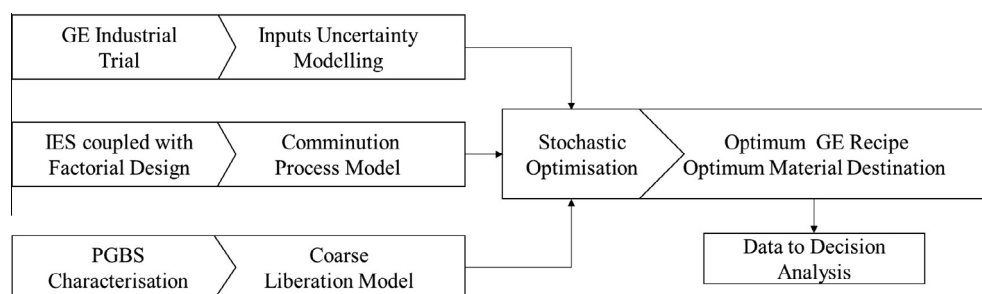 GE Industrial
Trial
Inputs Uncertainty
Modelling
IES coupled with
Factorial Design
Comminution
Process Model
PGBS
Characterisation
Coarse
Liberation Model
Stochastic
Optimisation
Optimum GE Recipe
Optimum Material Destination
Data to Decision
Analysis